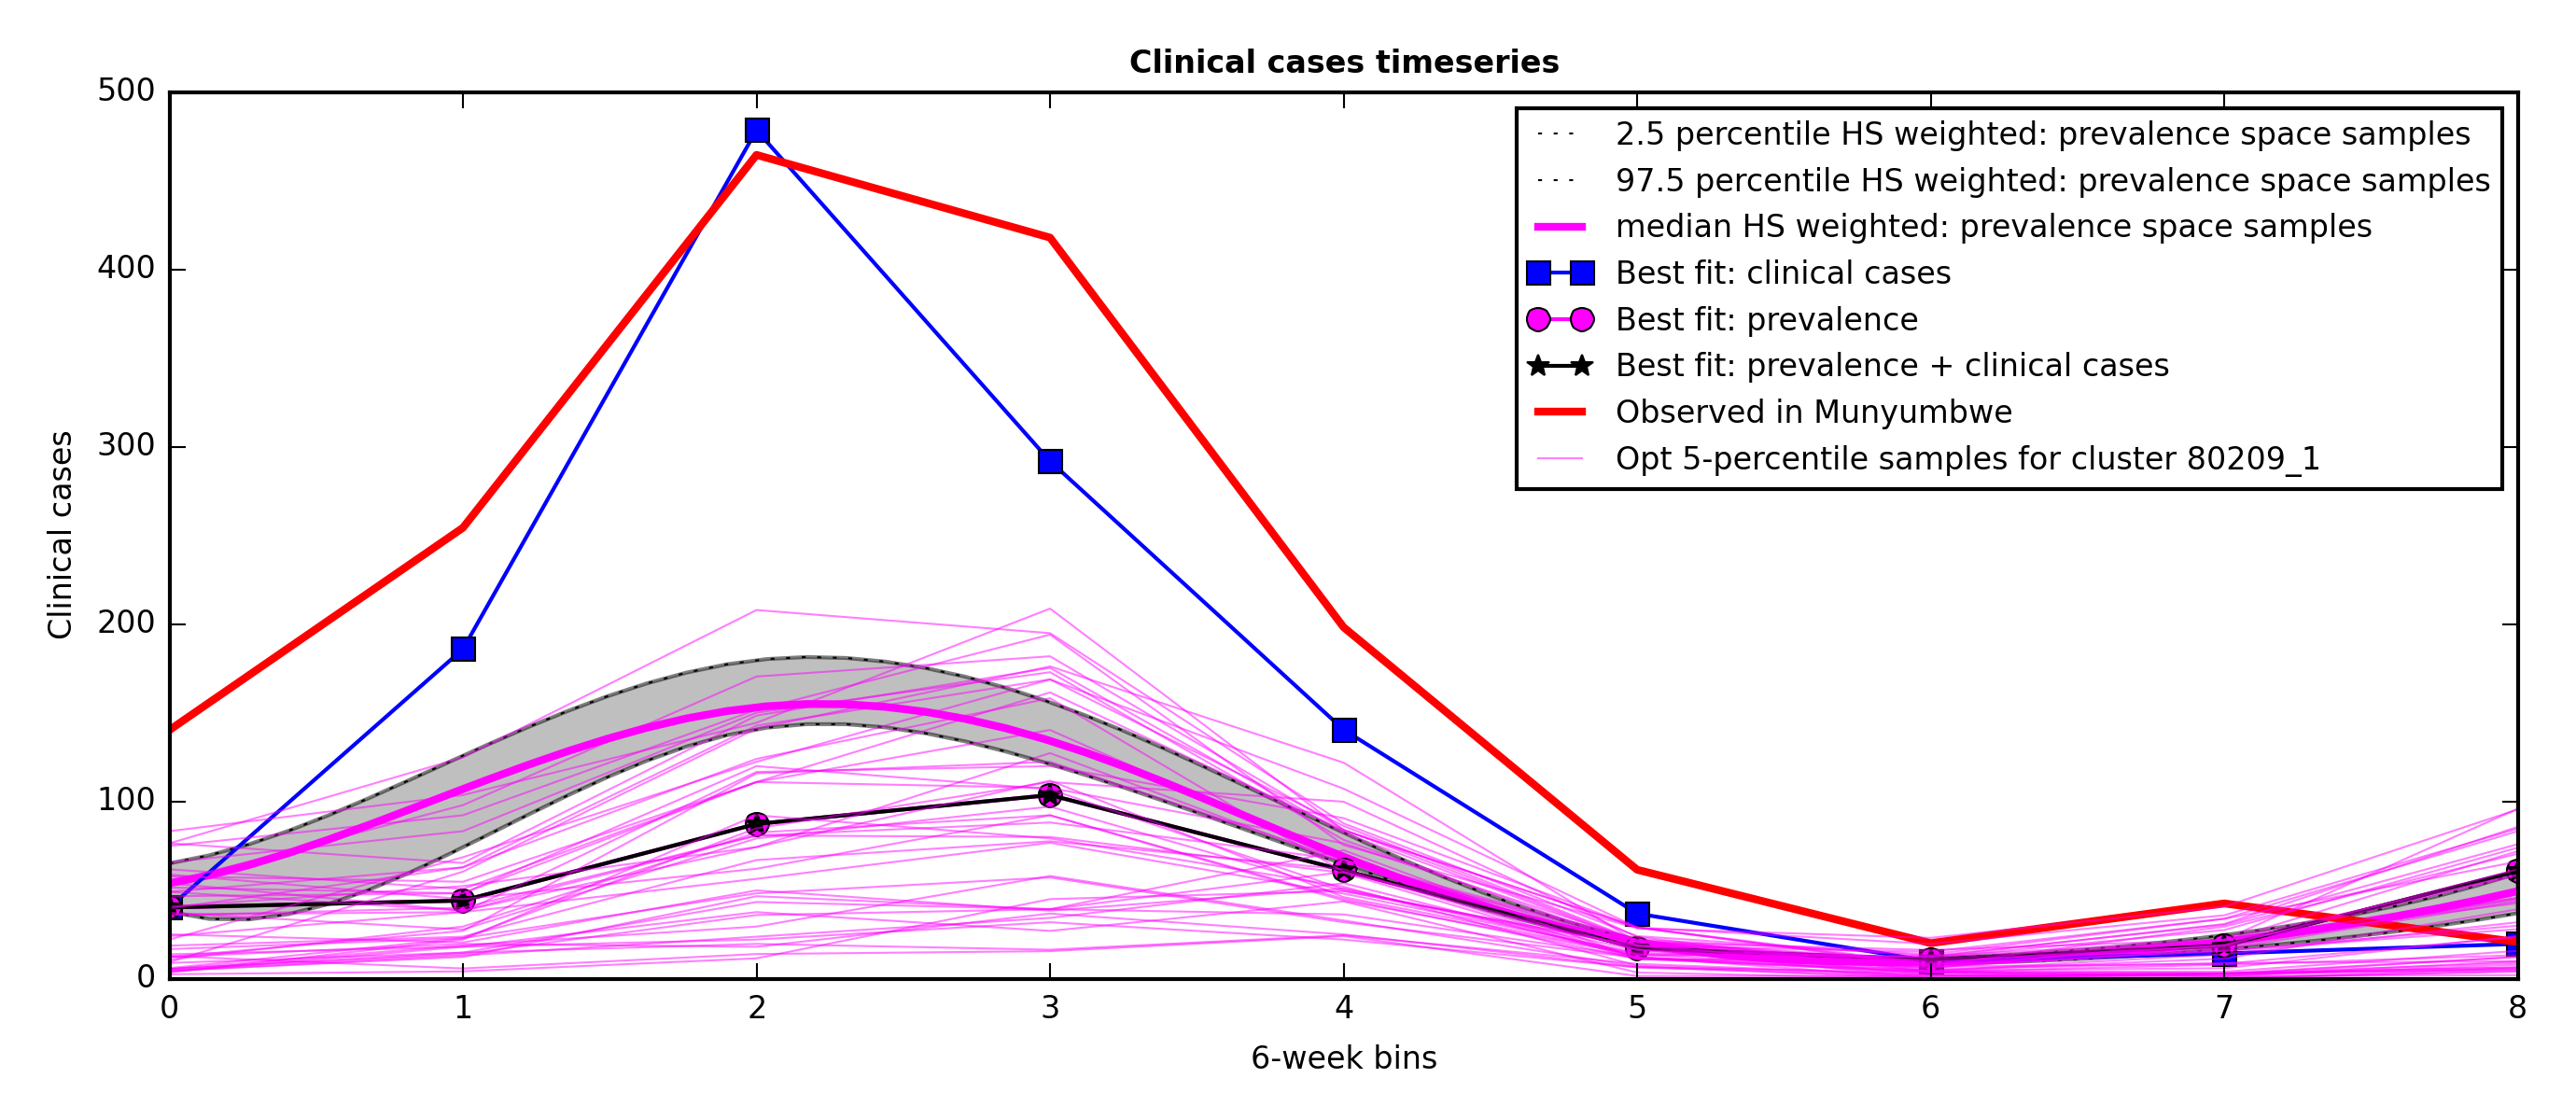 Clinical cases timeseries
500
400
300
200
100
0
Clinical cases
2.5 percentile HS weighted: prevalence space samples
97.5 percentile HS weighted: prevalence space samples
median HS weighted: prevalence space samples
Best fit: clinical cases
Best fit: prevalence
Best fit: prevalence + clinical cases
Observed in Munyumbwe
Opt 5-percentile samples for cluster 80209_1
0 1 2 3 4 5 6 7 8
6-week bins